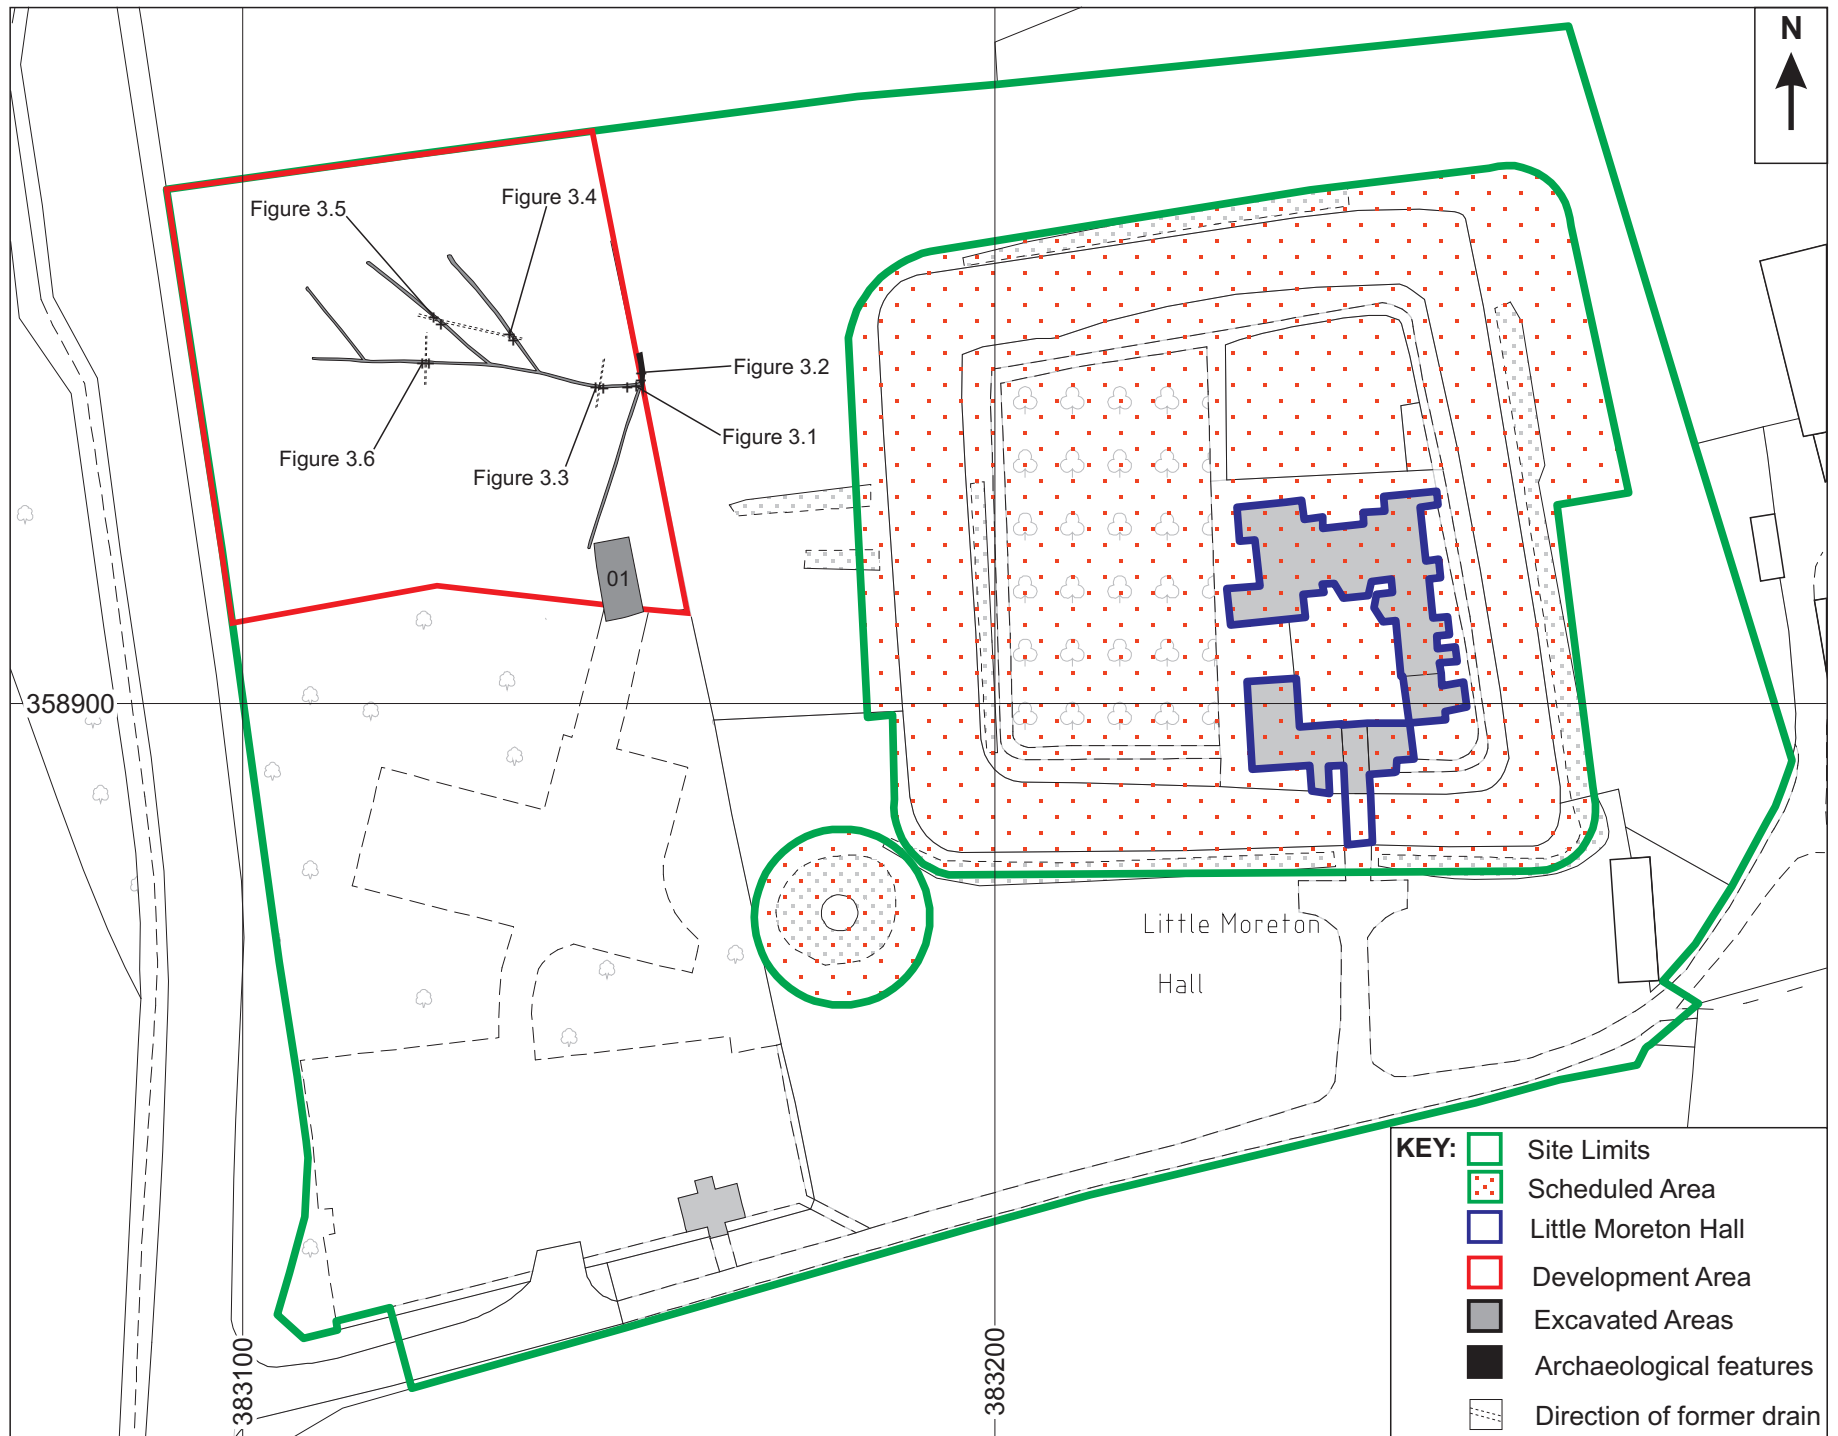 N
Figure 3.4
Figure 3.5
Figure 3.2
Figure 3.1
Figure 3.6
Figure 3.3
01
358900
Little Moreton
Hall
383100
383200
KEY:
Site Limits
Scheduled Area
Little Moreton Hall
Development Area
Excavated Areas
Archaeological features
Direction of former drain